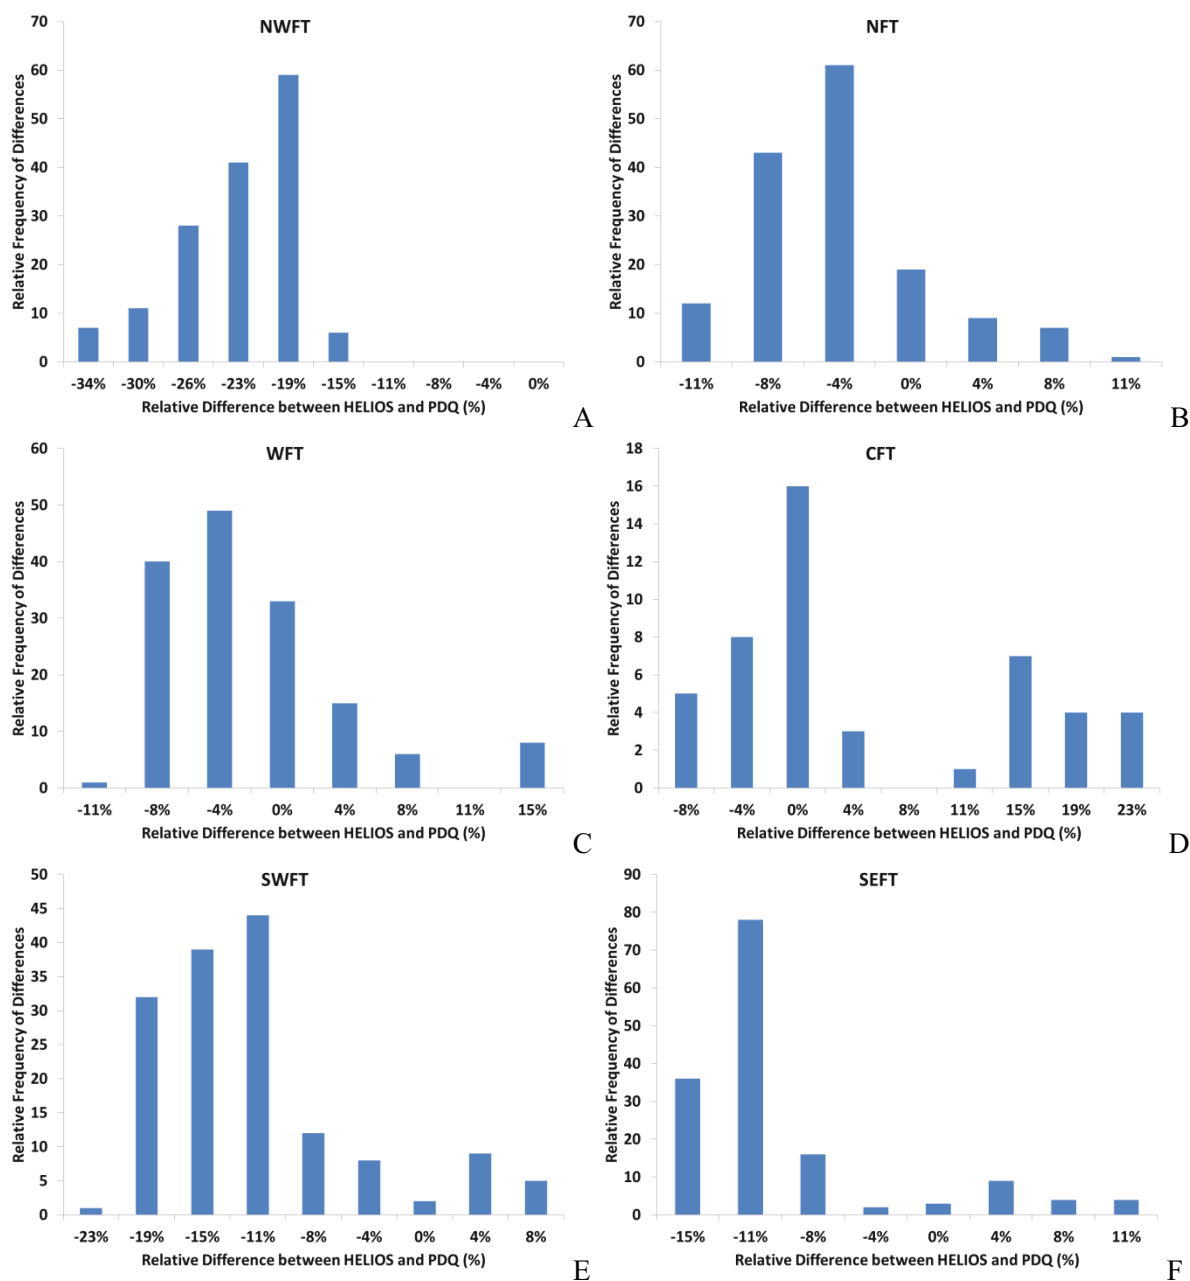 NWFT
Relative Frequency of Differences
70
60
50
40
30
20
10
0
-34% -30% -26% -23% -19% -15% -11% -8% -4% 0%
Relative Difference between HELIOS and PDQ (%)
A
NFT
Relative Frequency of Differences
70
60
50
40
30
20
10
0
-11% -8% -4% 0% 4% 8% 11%
Relative Difference between HELIOS and PDQ (%)
B
WFT
Relative Frequency of Differences
60
50
40
30
20
10
0
-11% -8% -4% 0% 4% 8% 11% 15%
Relative Difference between HELIOS and PDQ (%)
C
CFT
Relative Frequency of Differences
18
16
14
12
10
8
6
4
2
0
-8% -4% 0% 4% 8% 11% 15% 19% 23%
Relative Difference between HELIOS and PDQ (%)
D
SWFT
Relative Frequency of Differences
50
45
40
35
30
25
20
15
10
5
0
-23% -19% -15% -11% -8% -4% 0% 4% 8%
Relative Difference between HELIOS and PDQ (%)
E
SEFT
Relative Frequency of Differences
90
80
70
60
50
40
30
20
10
0
-15% -11% -8% -4% 0% 4% 8% 11%
Relative Difference between HELIOS and PDQ (%)
F